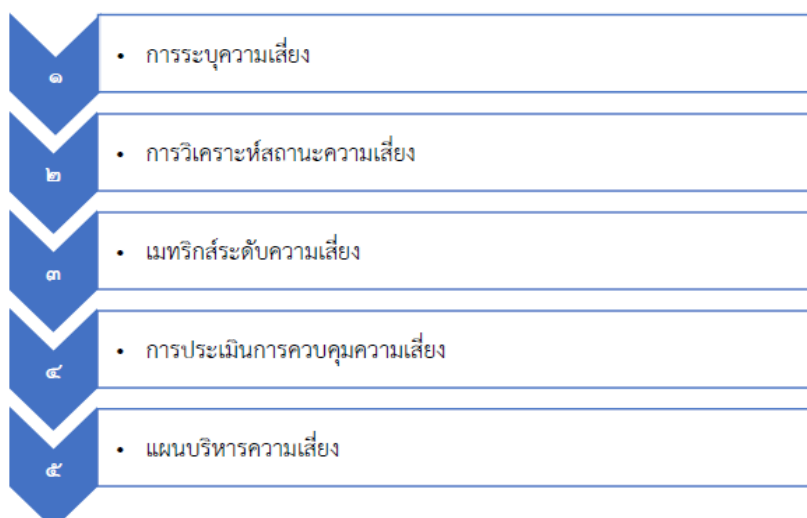 ๑
• การระบุความเสี่ยง
๒
• การวิเคราะห์สถานะความเสี่ยง
๓
• เมทริกส์ระดับความเสี่ยง
๔
• การประเมินการควบคุมความเสี่ยง
๕
• แผนบริหารความเสี่ยง